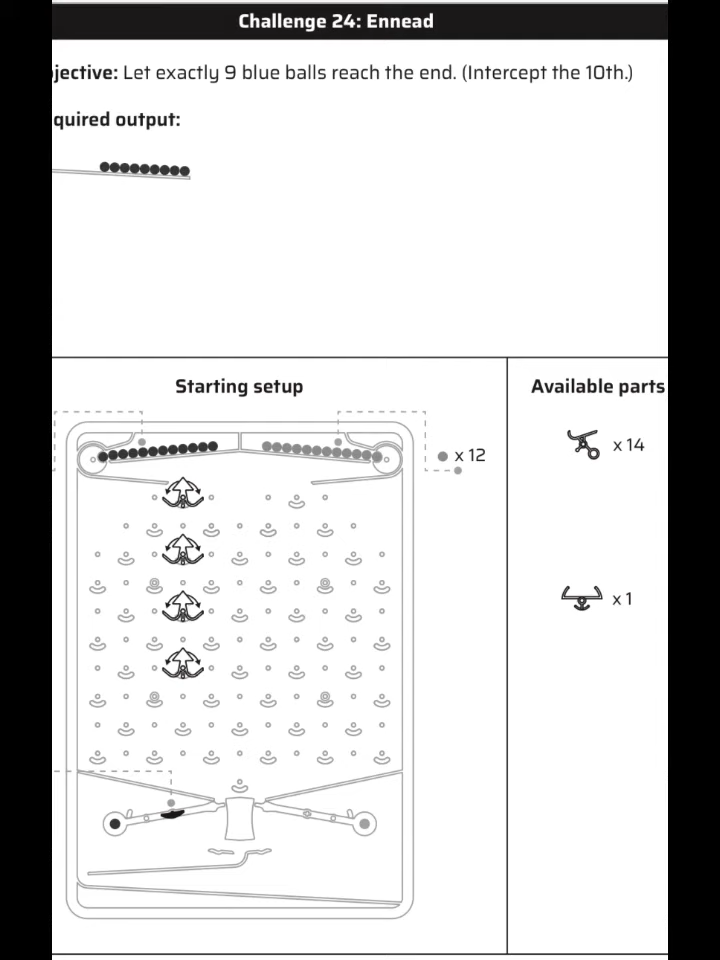 Challenge 24: Ennead
jective: Let exactly 9 blue balls reach the end. (Intercept the 10th.)
quired output:
Starting setup
Available parts
x 12
x 14
x 1